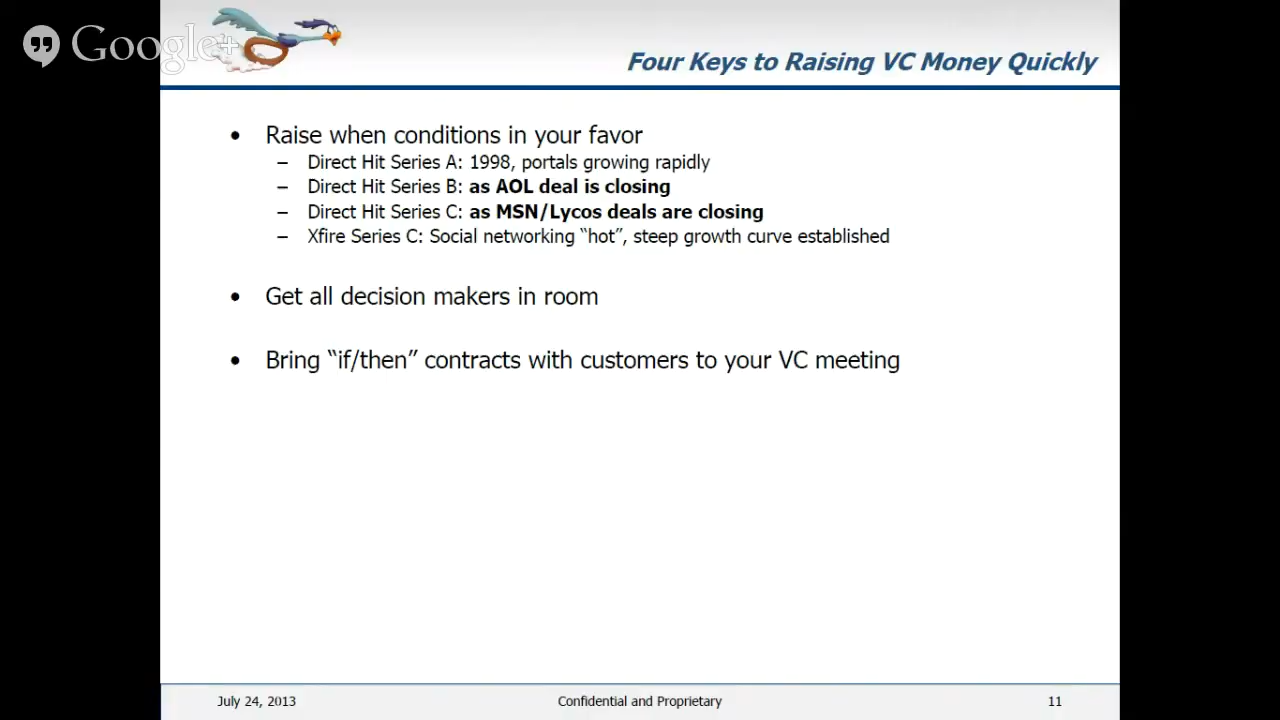 Google+
Four Keys to Raising VC Money Quickly
• Raise when conditions in your favor
– Direct Hit Series A: 1998, portals growing rapidly
– Direct Hit Series B: as AOL deal is closing
– Direct Hit Series C: as MSN/Lycos deals are closing
– Xfire Series C: Social networking “hot”, steep growth curve established
• Get all decision makers in room
• Bring “if/then” contracts with customers to your VC meeting
July 24, 2013
Confidential and Proprietary
11